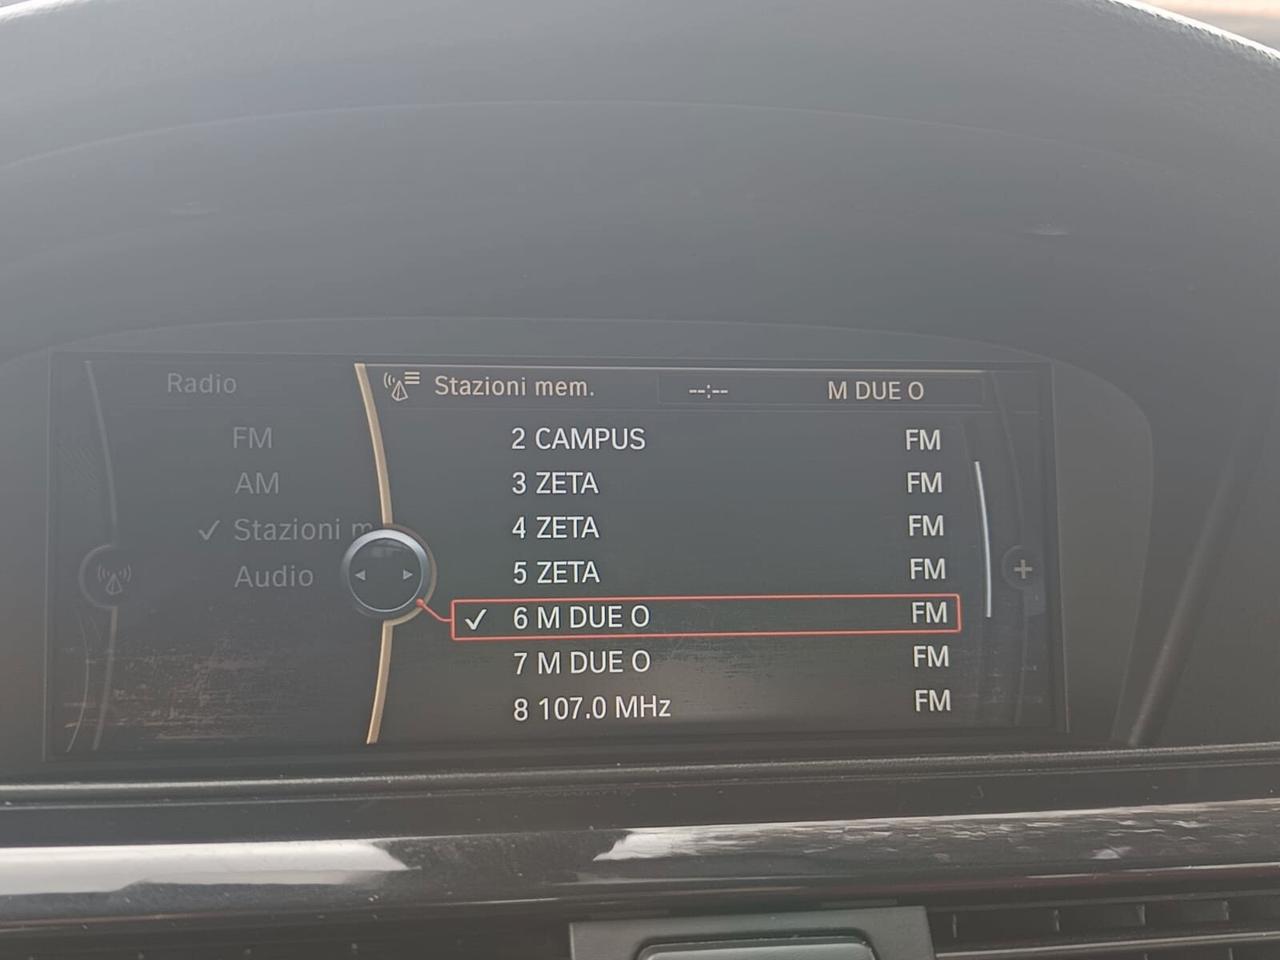 Radio
FM
AM
✓ Stazioni m
Audio
Stazioni mem. --:-- M DUE O
2 CAMPUS FM
3 ZETA FM
4 ZETA FM
5 ZETA FM
✓ 6 M DUE O FM
7 M DUE O FM
8 107.0 MHz FM